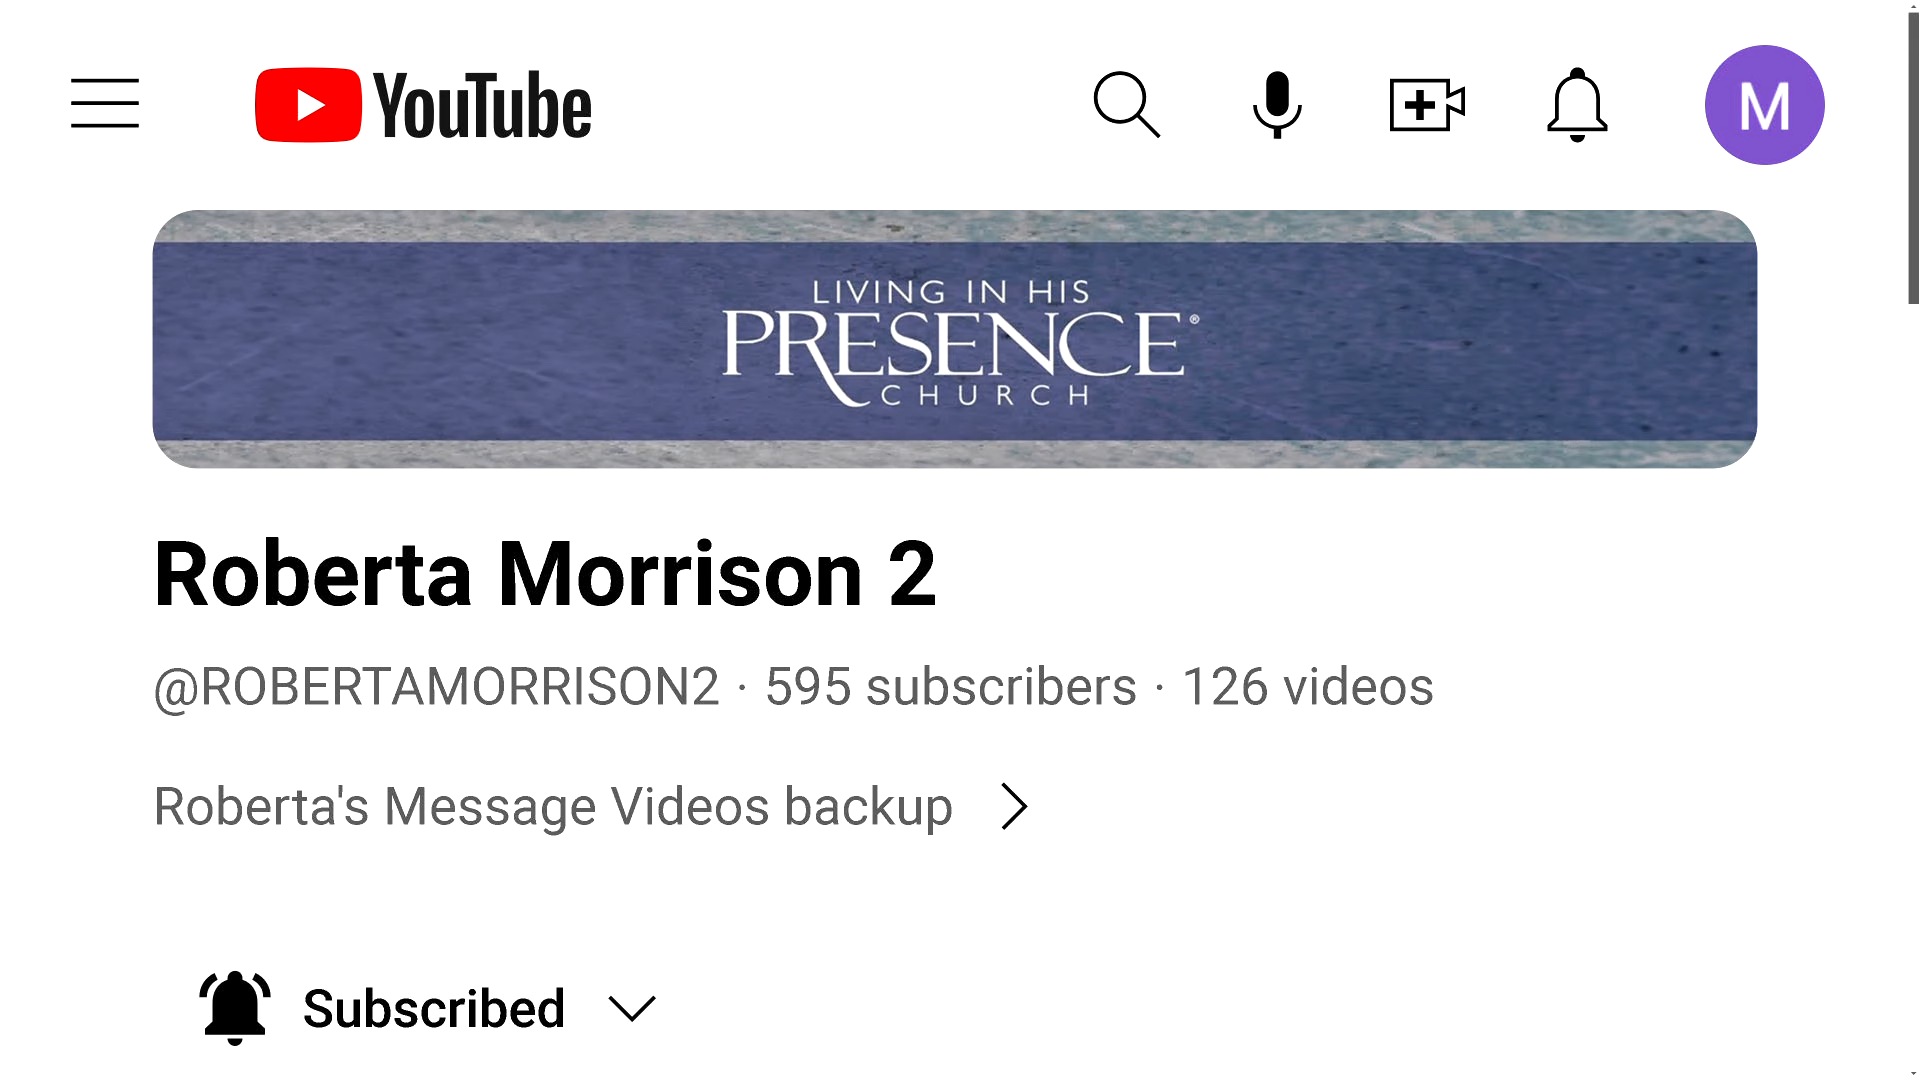 YouTube
M
LIVING IN HIS
PRESENCE®
CHURCH
Roberta Morrison 2
@ROBERTAMORRISON2 · 595 subscribers · 126 videos
Roberta's Message Videos backup
Subscribed